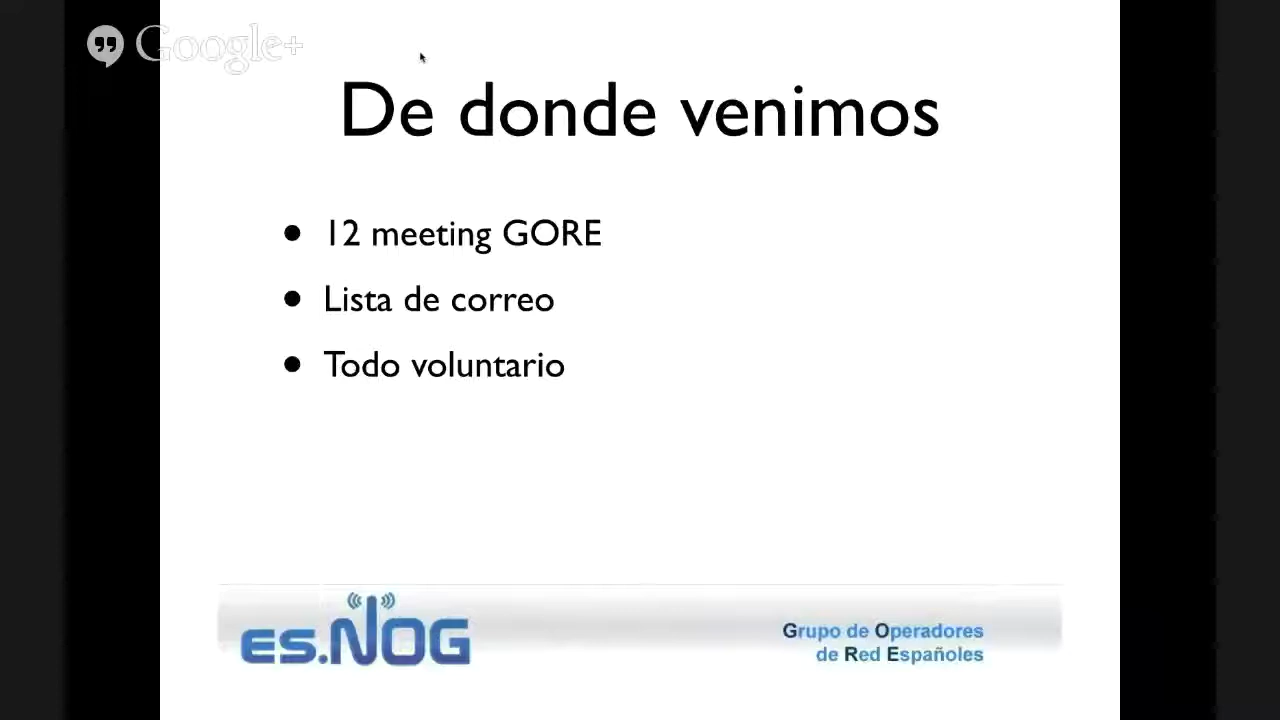 Google+
De donde venimos
• 12 meeting GORE
• Lista de correo
• Todo voluntario
es.NOG
Grupo de Operadores
de Red Españoles